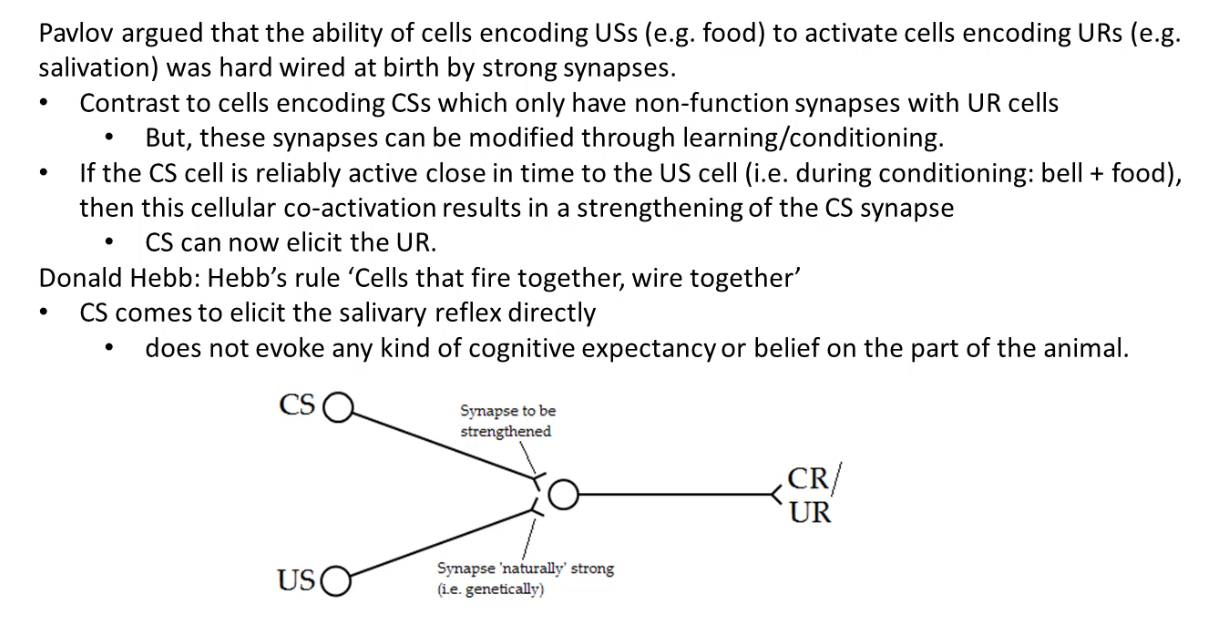 Pavlov argued that the ability of cells encoding USs (e.g. food) to activate cells encoding URs (e.g.
salivation) was hard wired at birth by strong synapses.
• Contrast to cells encoding CSs which only have non-function synapses with UR cells
• But, these synapses can be modified through learning/conditioning.
• If the CS cell is reliably active close in time to the US cell (i.e. during conditioning: bell + food),
then this cellular co-activation results in a strengthening of the CS synapse
• CS can now elicit the UR.
Donald Hebb: Hebb’s rule ‘Cells that fire together, wire together’
• CS comes to elicit the salivary reflex directly
• does not evoke any kind of cognitive expectancy or belief on the part of the animal.
CS
Synapse to be
strengthened
CR/
UR
US
Synapse 'naturally' strong
(i.e. genetically)